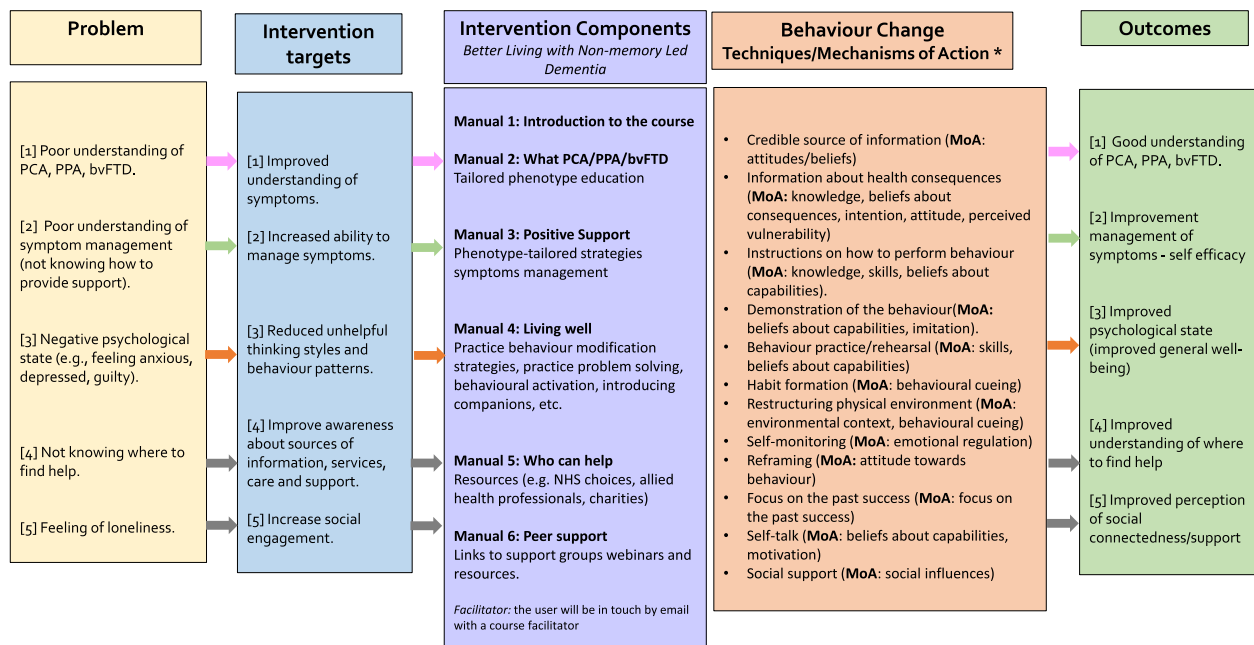 Problem
Intervention
targets
Intervention Components
Better Living with Non-memory Led
Dementia
Behaviour Change
Techniques/Mechanisms of Action *
Outcomes
[1] Poor understanding of
PCA, PPA, bvFTD.
[2]  Poor understanding of
symptom management
(not knowing how to
provide support).
[3] Negative psychological
state (e.g., feeling anxious,
depressed, guilty).
[4] Not knowing where to
find help.
[5] Feeling of loneliness.
[1] Improved
understanding of
symptoms.
[2] Increased ability to
manage symptoms.
[3] Reduced unhelpful
thinking styles and
behaviour patterns.
[4] Improve awareness
about sources of
information, services,
care and support.
[5] Increase social
engagement.
Manual 1: Introduction to the course
Manual 2: What PCA/PPA/bvFTD
Tailored phenotype education
Manual 3: Positive Support
Phenotype-tailored strategies
symptoms management
Manual 4: Living well
Practice behaviour modification
strategies, practice problem solving,
behavioural activation, introducing
companions, etc.
Manual 5: Who can help
Resources (e.g. NHS choices, allied
health professionals, charities)
Manual 6: Peer support
Links to support groups webinars and
resources.
Facilitator: the user will be in touch by email
with a course facilitator
• Credible source of information (MoA:
attitudes/beliefs)
• Information about health consequences
(MoA: knowledge, beliefs about
consequences, intention, attitude, perceived
vulnerability)
• Instructions on how to perform behaviour
(MoA: knowledge, skills, beliefs about
capabilities).
• Demonstration of the behaviour(MoA:
beliefs about capabilities, imitation).
• Behaviour practice/rehearsal (MoA: skills,
beliefs about capabilities)
• Habit formation (MoA: behavioural cueing)
• Restructuring physical environment (MoA:
environmental context, behavioural cueing)
• Self-monitoring (MoA: emotional regulation)
• Reframing (MoA: attitude towards
behaviour)
• Focus on the past success (MoA: focus on
the past success)
• Self-talk (MoA: beliefs about capabilities,
motivation)
• Social support (MoA: social influences)
[1]  Good understanding
of PCA, PPA, bvFTD.
[2] Improvement
management of
symptoms - self efficacy
[3] Improved
psychological state
(improved general well-
being)
[4] Improved
understanding of where
to find help
[5] Improved perception
of social
connectedness/support